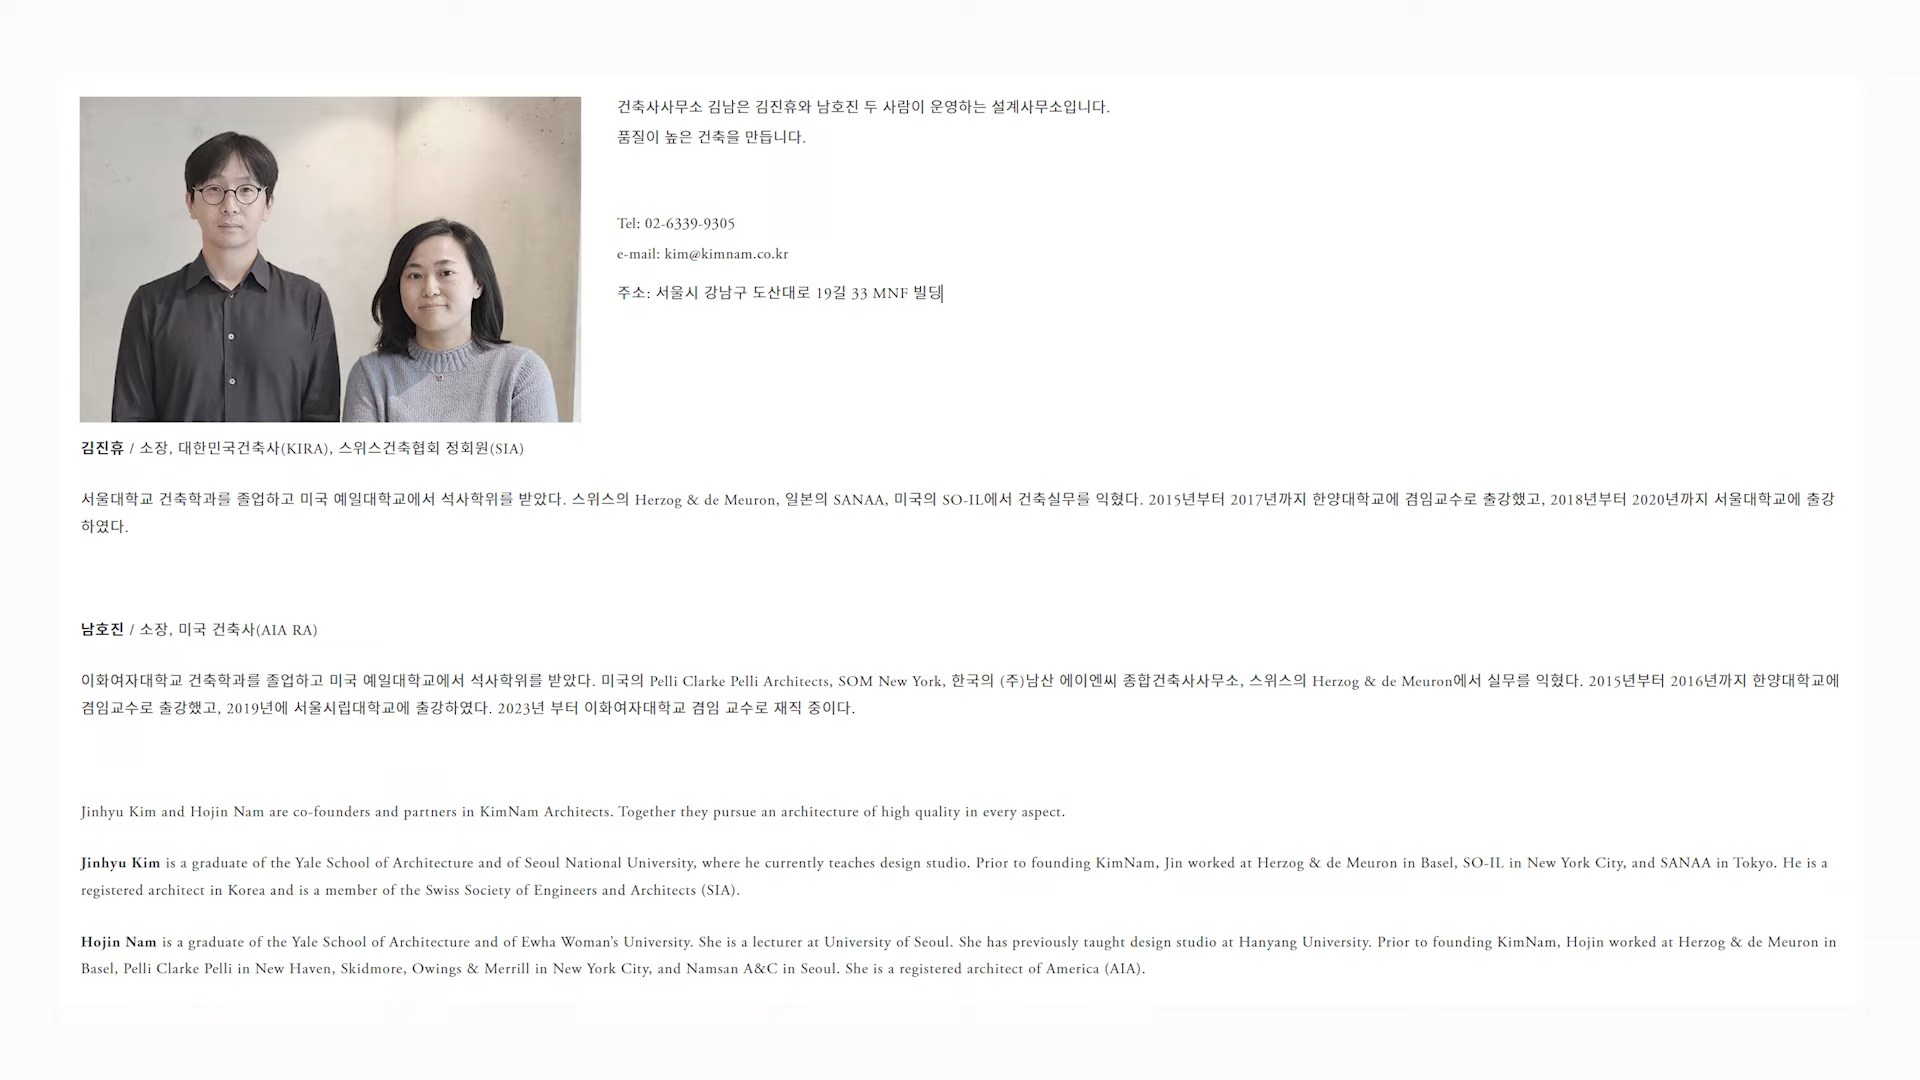 건축사사무소 김남은 김진휴와 남호진 두 사람이 운영하는 설계사무소입니다.
품질이 높은 건축을 만듭니다.
Tel: 02-6339-9305
e-mail: kim@kimnam.co.kr
주소: 서울시 강남구 도산대로 19길 33 MNF 빌딩
김진휴 / 소장, 대한민국건축사(KIRA), 스위스건축협회 정회원(SIA)
서울대학교 건축학과를 졸업하고 미국 예일대학교에서 석사학위를 받았다. 스위스의 Herzog & de Meuron, 일본의 SANAA, 미국의 SO-IL에서 건축실무를 익혔다. 2015년부터 2017년까지 한양대학교에 겸임교수로 출강했고, 2018년부터 2020년까지 서울대학교에 출강
하였다.
남호진 / 소장, 미국 건축사(AIA RA)
이화여자대학교 건축학과를 졸업하고 미국 예일대학교에서 석사학위를 받았다. 미국의 Pelli Clarke Pelli Architects, SOM New York, 한국의 (주)남산 에이엔씨 종합건축사사무소, 스위스의 Herzog & de Meuron에서 실무를 익혔다. 2015년부터 2016년까지 한양대학교에
겸임교수로 출강했고, 2019년에 서울시립대학교에 출강하였다. 2023년 부터 이화여자대학교 겸임 교수로 재직 중이다.
Jinhyu Kim and Hojin Nam are co-founders and partners in KimNam Architects. Together they pursue an architecture of high quality in every aspect.
Jinhyu Kim is a graduate of the Yale School of Architecture and of Seoul National University, where he currently teaches design studio. Prior to founding KimNam, Jin worked at Herzog & de Meuron in Basel, SO-IL in New York City, and SANAA in Tokyo. He is a
registered architect in Korea and is a member of the Swiss Society of Engineers and Architects (SIA).
Hojin Nam is a graduate of the Yale School of Architecture and of Ewha Woman’s University. She is a lecturer at University of Seoul. She has previously taught design studio at Hanyang University. Prior to founding KimNam, Hojin worked at Herzog & de Meuron in
Basel, Pelli Clarke Pelli in New Haven, Skidmore, Owings & Merrill in New York City, and Namsan A&C in Seoul. She is a registered architect of America (AIA).